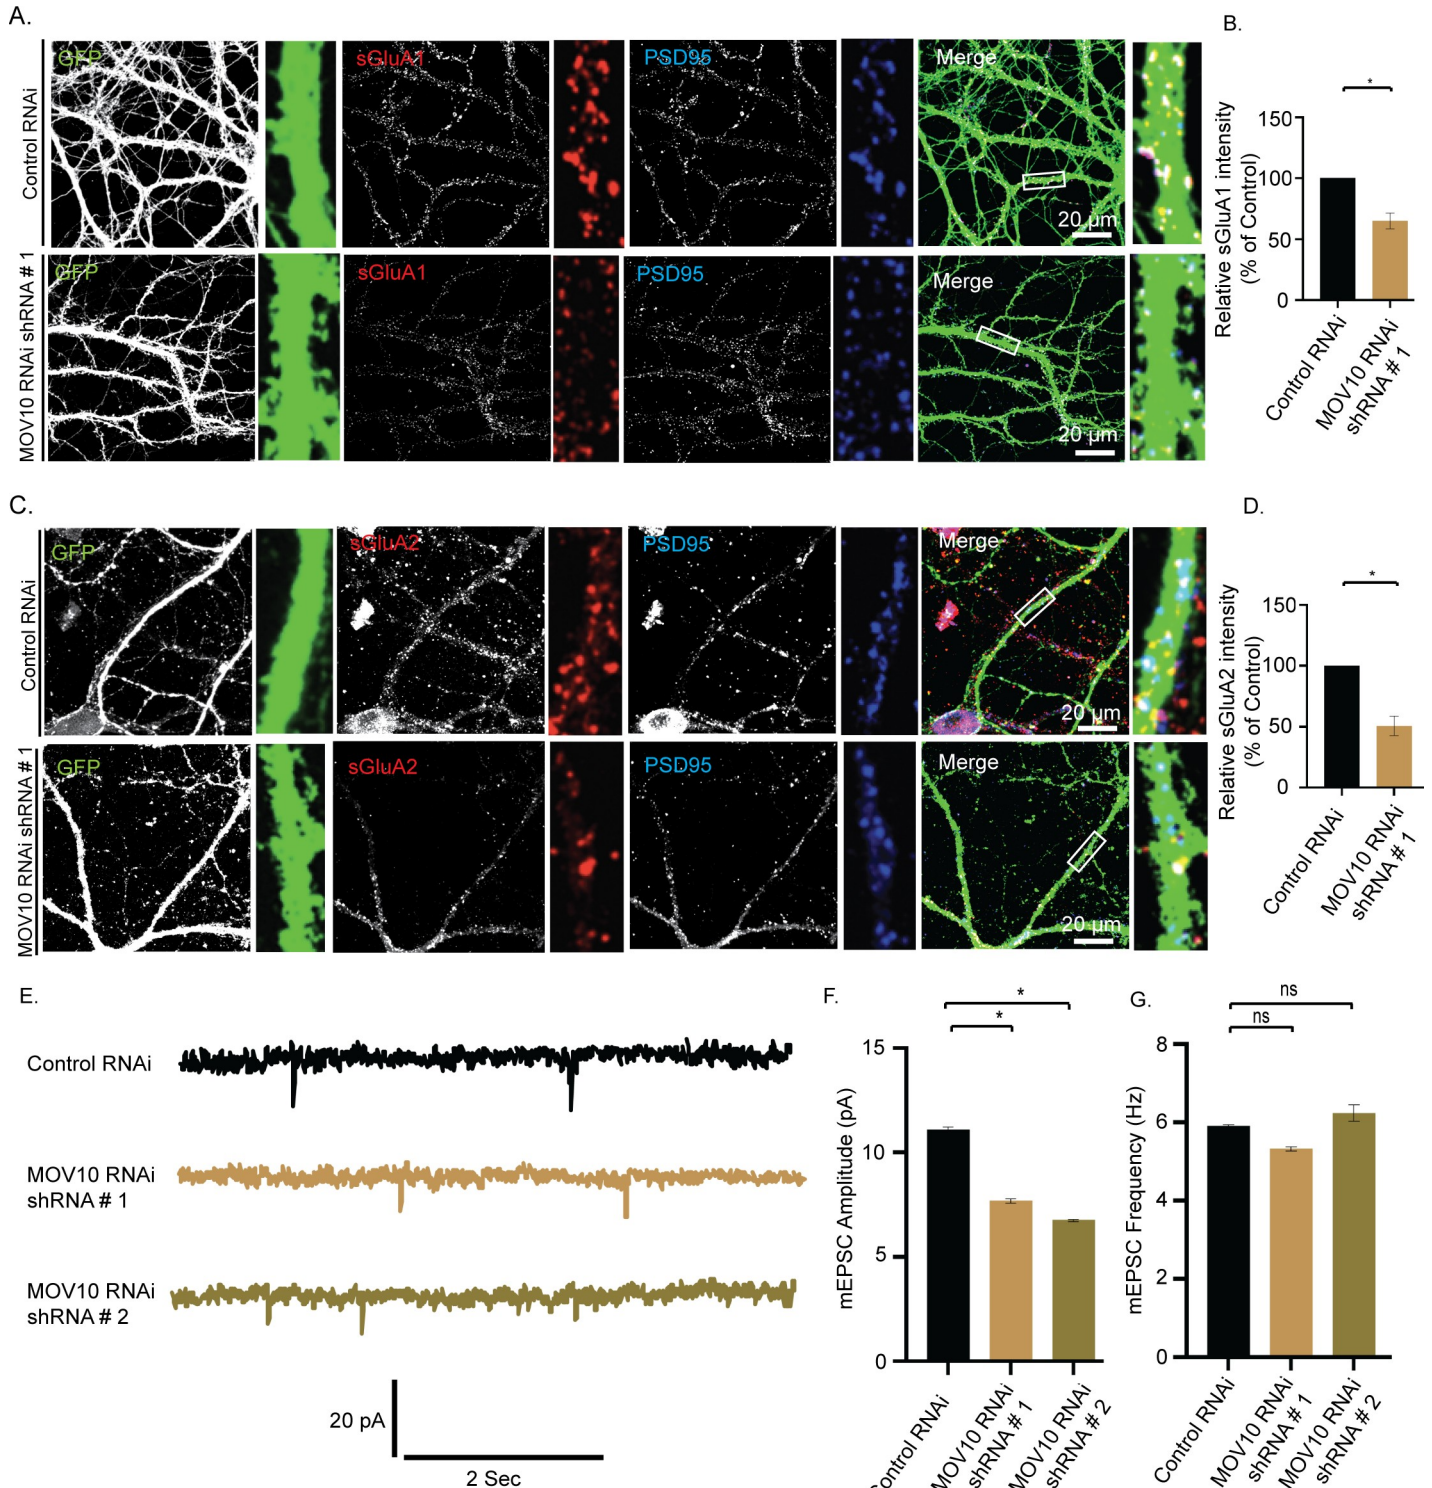 A.
B.
Control RNAi
GFP
sGluA1
PSD95
Merge
20 µm
MOV10 RNAi shRNA # 1
GFP
sGluA1
PSD95
Merge
20 µm
*
Relative sGluA1 intensity
(% of Control)
150
100
50
0
Control RNAi
MOV10 RNAi
shRNA # 1
C.
D.
Control RNAi
GFP
sGluA2
PSD95
Merge
20 µm
MOV10 RNAi shRNA # 1
GFP
sGluA2
PSD95
Merge
20 µm
*
Relative sGluA2 intensity
(% of Control)
150
100
50
0
Control RNAi
MOV10 RNAi
shRNA # 1
E.
Control RNAi
MOV10 RNAi
shRNA # 1
MOV10 RNAi
shRNA # 2
20 pA
2 Sec
F.
*
*
mEPSC Amplitude (pA)
15
10
5
0
Control RNAi
MOV10 RNAi
shRNA # 1
MOV10 RNAi
shRNA # 2
G.
ns
ns
mEPSC Frequency (Hz)
8
6
4
2
0
Control RNAi
MOV10 RNAi
shRNA # 1
MOV10 RNAi
shRNA # 2